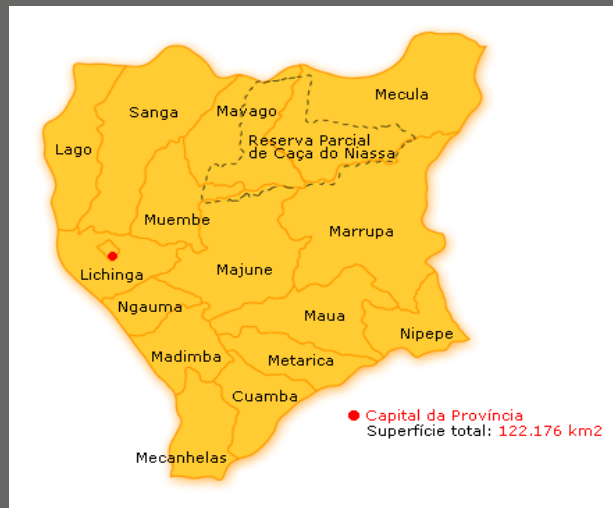 Mecula
Sanga
Mavago
Reserva Parcial
de Caça do Niassa
Lago
Muembe
Marrupa
Lichinga
Majune
Ngauma
Maua
Nipepe
Madimba
Metarica
Cuamba
Capital da Província
Superfície total: 122.176 km2
Mecanhelas